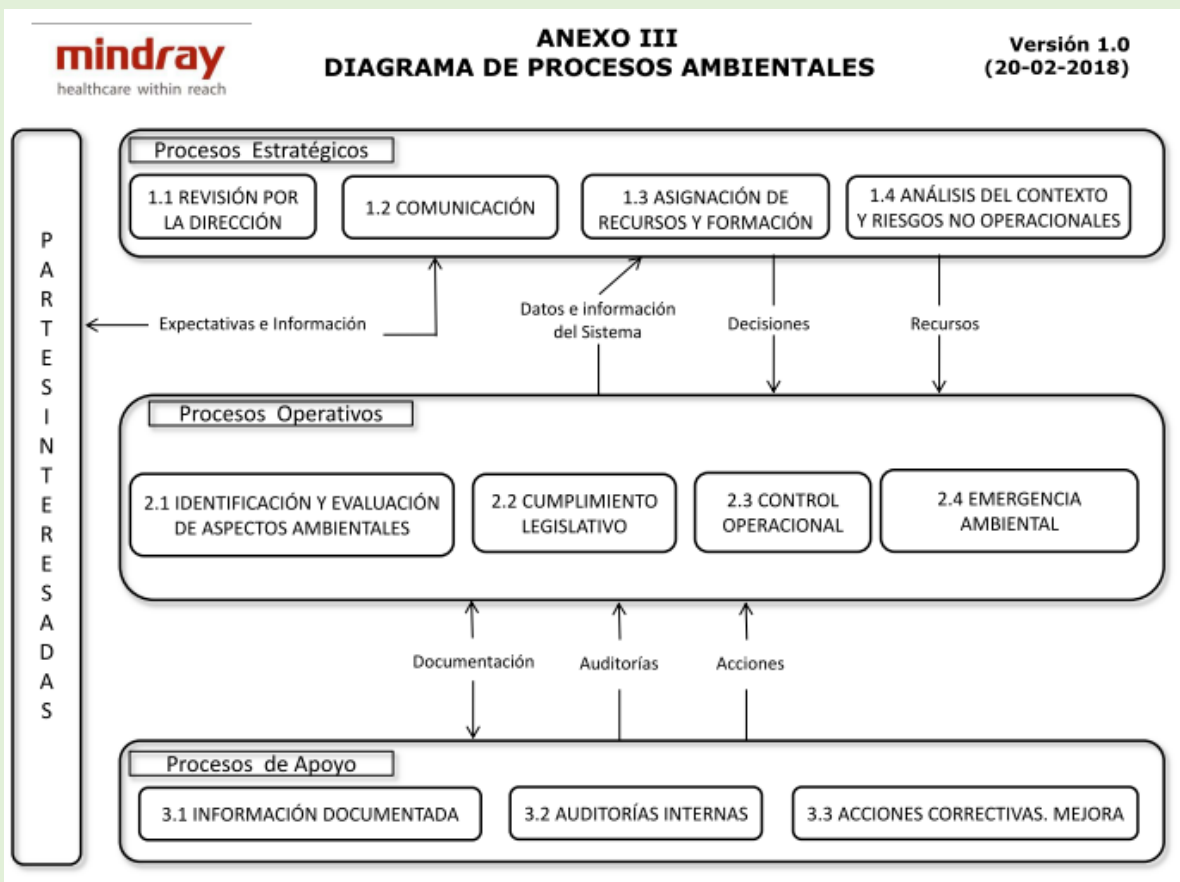 mindray
healthcare within reach
ANEXO III
DIAGRAMA DE PROCESOS AMBIENTALES
Versión 1.0
(20-02-2018)
PARTESINTERESADAS
Procesos Estratégicos
1.1 REVISIÓN POR
LA DIRECCIÓN
1.2 COMUNICACIÓN
1.3 ASIGNACIÓN DE
RECURSOS Y FORMACIÓN
1.4 ANÁLISIS DEL CONTEXTO
Y RIESGOS NO OPERACIONALES
Expectativas e Información
Datos e información
del Sistema
Decisiones
Recursos
Procesos Operativos
2.1 IDENTIFICACIÓN Y EVALUACIÓN
DE ASPECTOS AMBIENTALES
2.2 CUMPLIMIENTO
LEGISLATIVO
2.3 CONTROL
OPERACIONAL
2.4 EMERGENCIA
AMBIENTAL
Documentación
Auditorías
Acciones
Procesos de Apoyo
3.1 INFORMACIÓN DOCUMENTADA
3.2 AUDITORÍAS INTERNAS
3.3 ACCIONES CORRECTIVAS. MEJORA